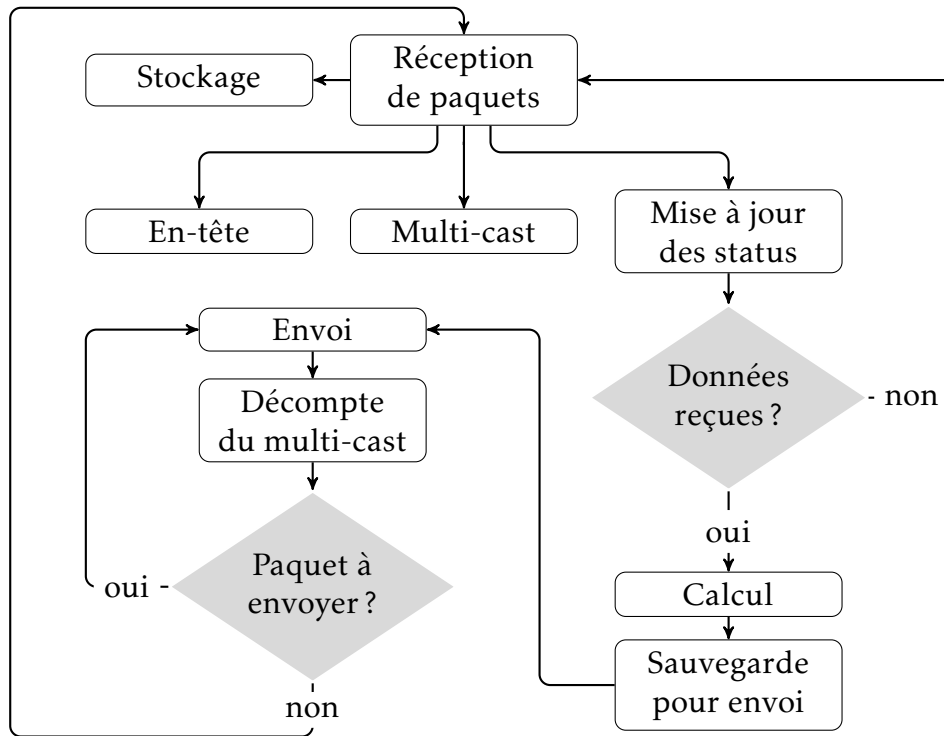 Réception
de paquets
Stockage
En-tête
Multi-cast
Mise à jour
des status
Envoi
Décompte
du multi-cast
Données
reçues ?
non
oui
Paquet à
envoyer ?
oui
non
Calcul
Sauvegarde
pour envoi